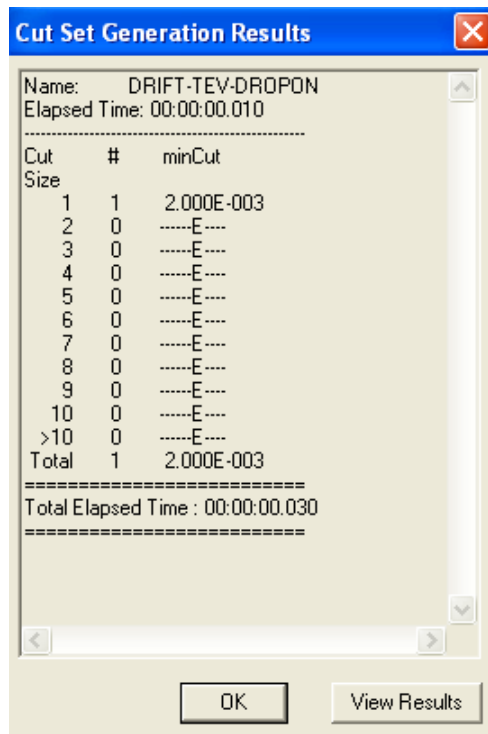 Cut Set Generation Results
Name: DRIFT-TEV-DROPON
Elapsed Time: 00:00:00.010
--------------------------------------------------
Cut # minCut
Size
1 1 2.000E-003
2 0 ------E----
3 0 ------E----
4 0 ------E----
5 0 ------E----
6 0 ------E----
7 0 ------E----
8 0 ------E----
9 0 ------E----
10 0 ------E----
>10 0 ------E----
Total 1 2.000E-003
==========================
Total Elapsed Time : 00:00:00.030
==========================
OK View Results